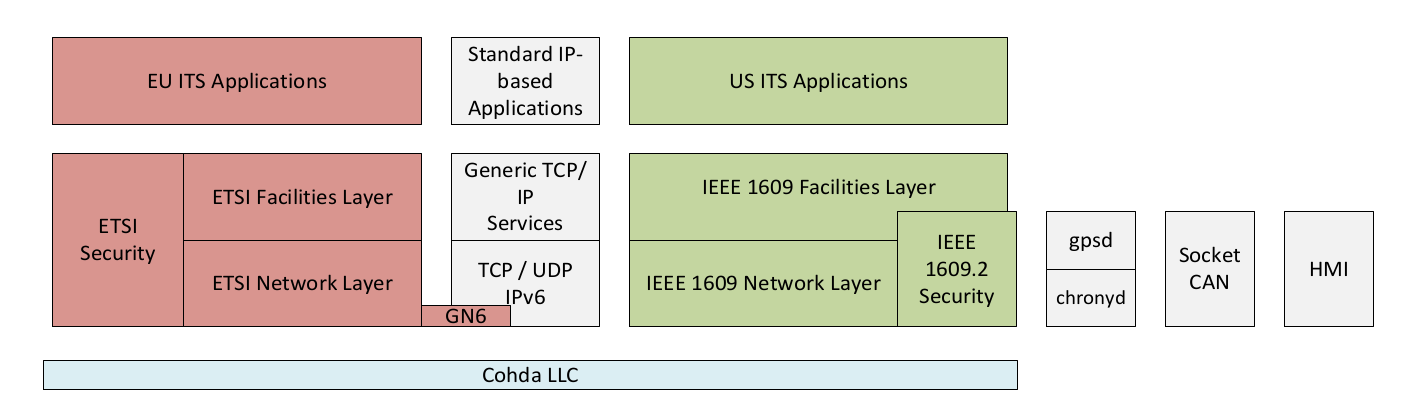 EU ITS Applications
Standard IP-
based
Applications
US ITS Applications
ETSI
Security
ETSI Facilities Layer
ETSI Network Layer
Generic TCP/
IP
Services
TCP / UDP
IPv6
GN6
IEEE 1609 Facilities Layer
IEEE 1609 Network Layer
IEEE
1609.2
Security
gpsd
chronyd
Socket
CAN
HMI
Cohda LLC